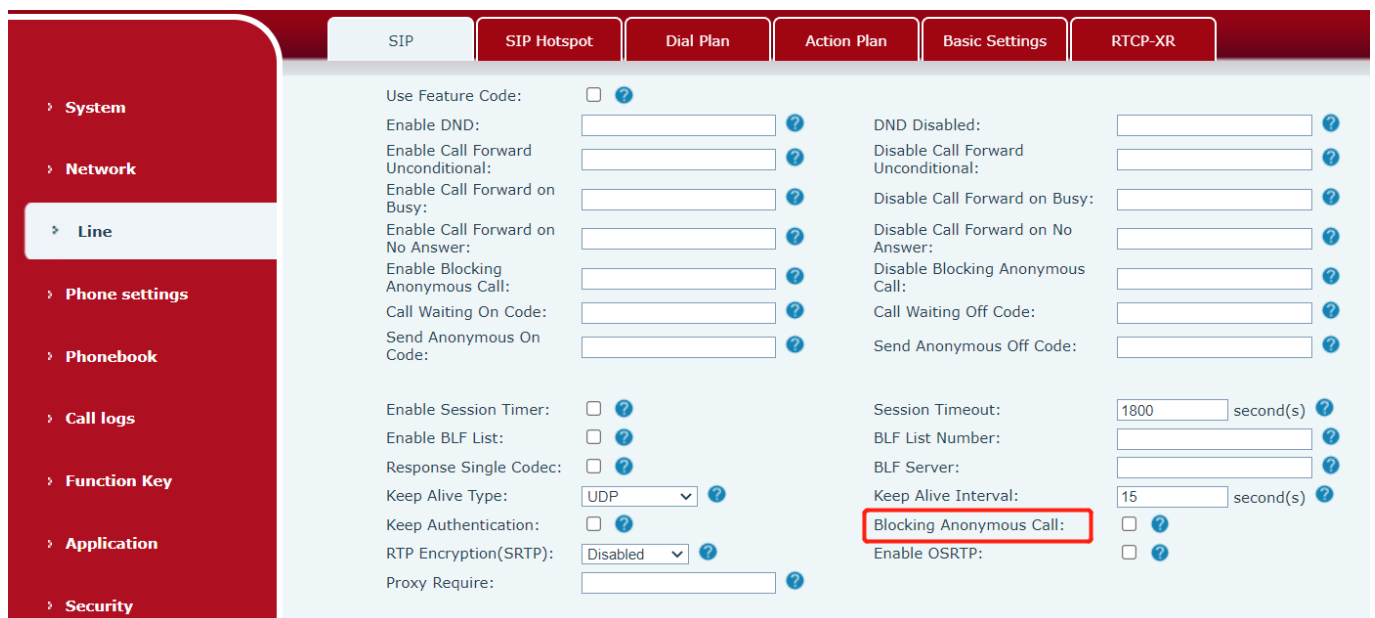 SIP
SIP Hotspot
Dial Plan
Action Plan
Basic Settings
RTCP-XR
System
Network
Line
Phone settings
Phonebook
Call logs
Function Key
Application
Security
Use Feature Code: ?
Enable DND: ? DND Disabled: ?
Enable Call Forward
Unconditional: ?
Disable Call Forward
Unconditional: ?
Enable Call Forward on
Busy: ?
Disable Call Forward on Busy: ?
Enable Call Forward on
No Answer: ?
Disable Call Forward on No
Answer: ?
Enable Blocking
Anonymous Call: ?
Disable Blocking Anonymous
Call: ?
Call Waiting On Code: ? Call Waiting Off Code: ?
Send Anonymous On
Code: ?
Send Anonymous Off Code: ?
Enable Session Timer: ? Session Timeout: 1800 second(s) ?
Enable BLF List: ? BLF List Number: ?
Response Single Codec: ? BLF Server: ?
Keep Alive Type: UDP ? Keep Alive Interval: 15 second(s) ?
Keep Authentication: ? Blocking Anonymous Call: ?
RTP Encryption(SRTP): Disabled ? Enable OSRTP: ?
Proxy Require: ?